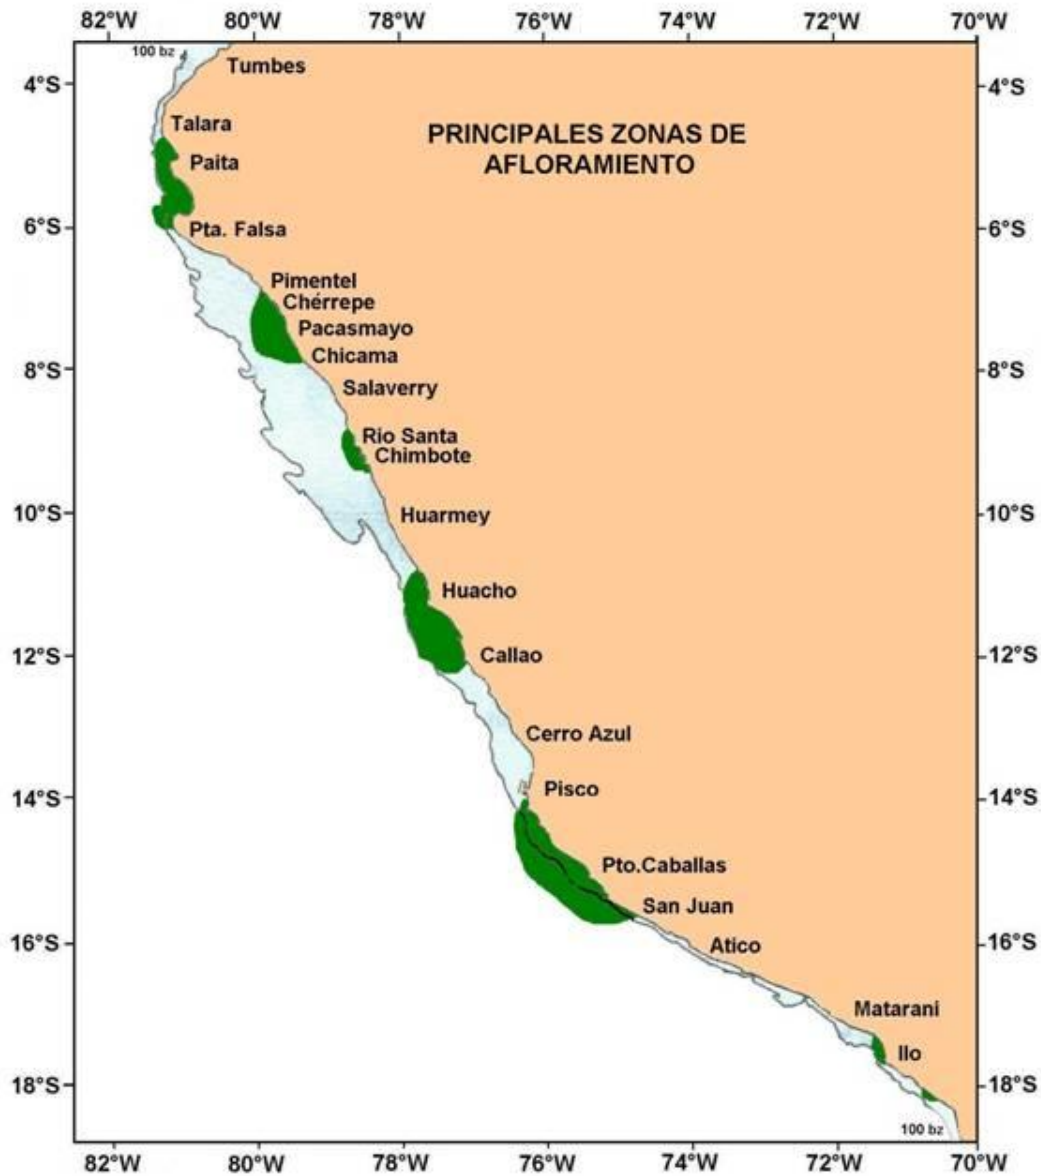 82°W 80°W 78°W 76°W 74°W 72°W 70°W
100 bz
Tumbes
4°S 4°S
PRINCIPALES ZONAS DE
AFLORAMIENTO
Talara
Paita
6°S 6°S
Pta. Falsa
Pimentel
Chérrepe
Pacasmayo
Chicama
8°S 8°S
Salaverry
Rio Santa
Chimbote
10°S 10°S
Huarmey
Huacho
12°S 12°S
Callao
Cerro Azul
Pisco
14°S 14°S
Pto.Caballas
San Juan
16°S 16°S
Atico
Matarani
Ilo
18°S 18°S
100 bz
82°W 80°W 78°W 76°W 74°W 72°W 70°W